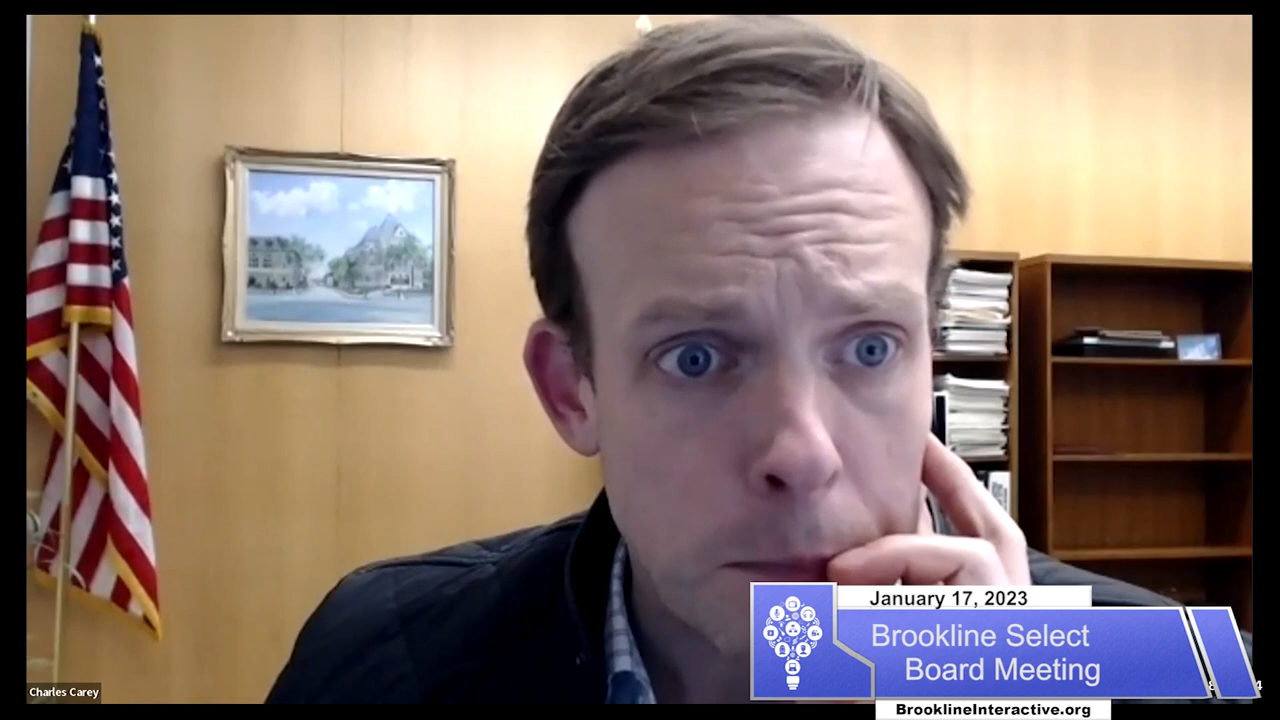 January 17, 2023
Brookline Select
Board Meeting
Charles Carey
BrooklineInteractive.org